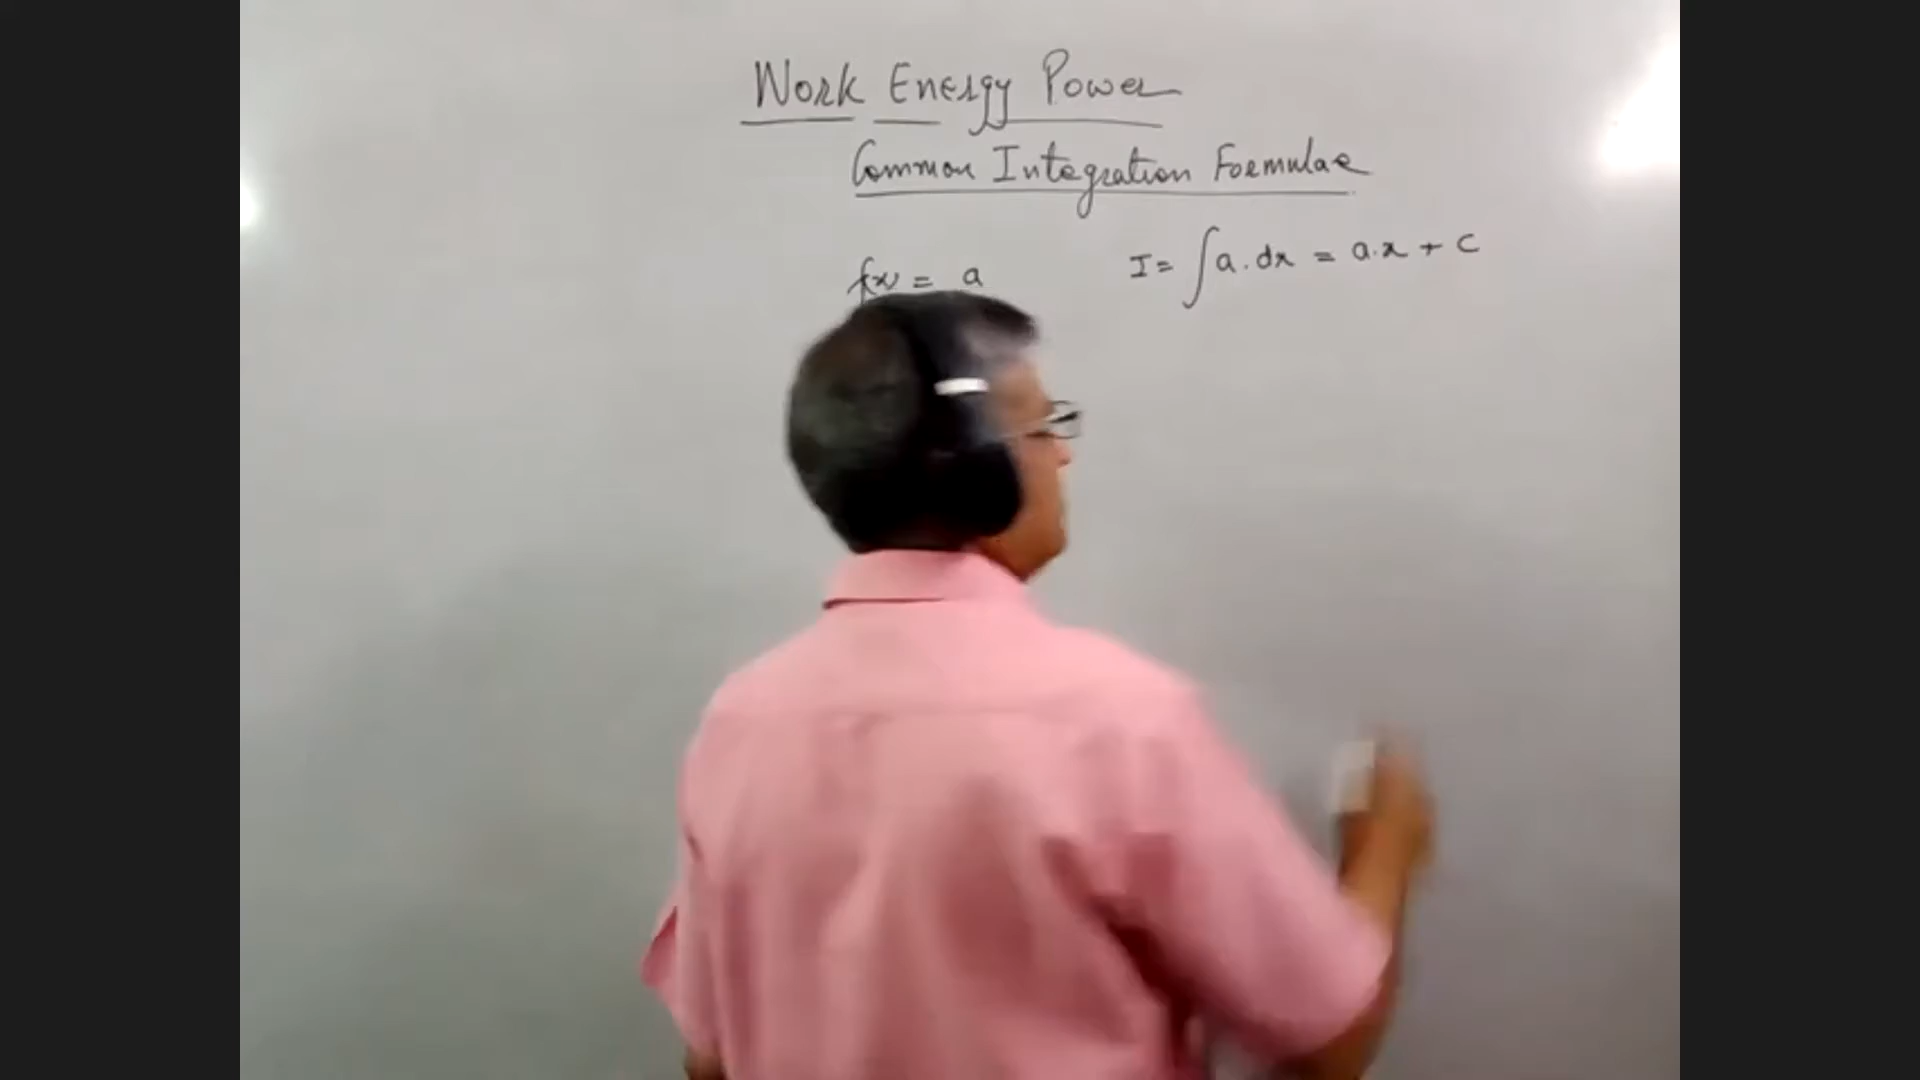 Work Energy Power
Common Integration Formulae
f(x) = a
I = ∫a.dx = a.x + c